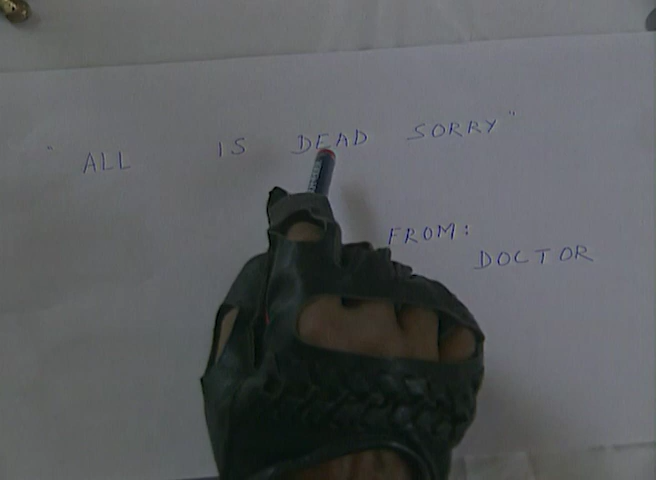 " ALL IS DEAD SORRY "
FROM:
DOCTOR